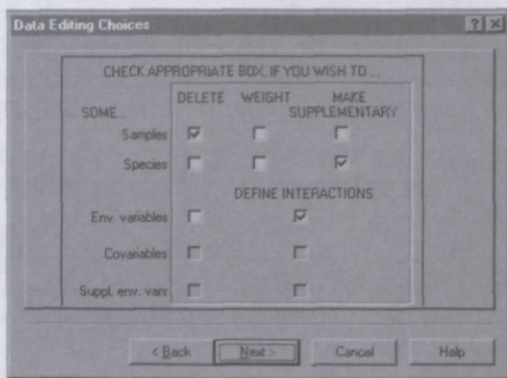 Data Editing Choices ? X
CHECK APPROPRIATE BOX, IF YOU WISH TO ...
DELETE WEIGHT MAKE SUPPLEMENTARY
SOME...
Samples
Species
DEFINE INTERACTIONS
Env. variables
Covariables
Suppl. env. vars
< Back Next > Cancel Help